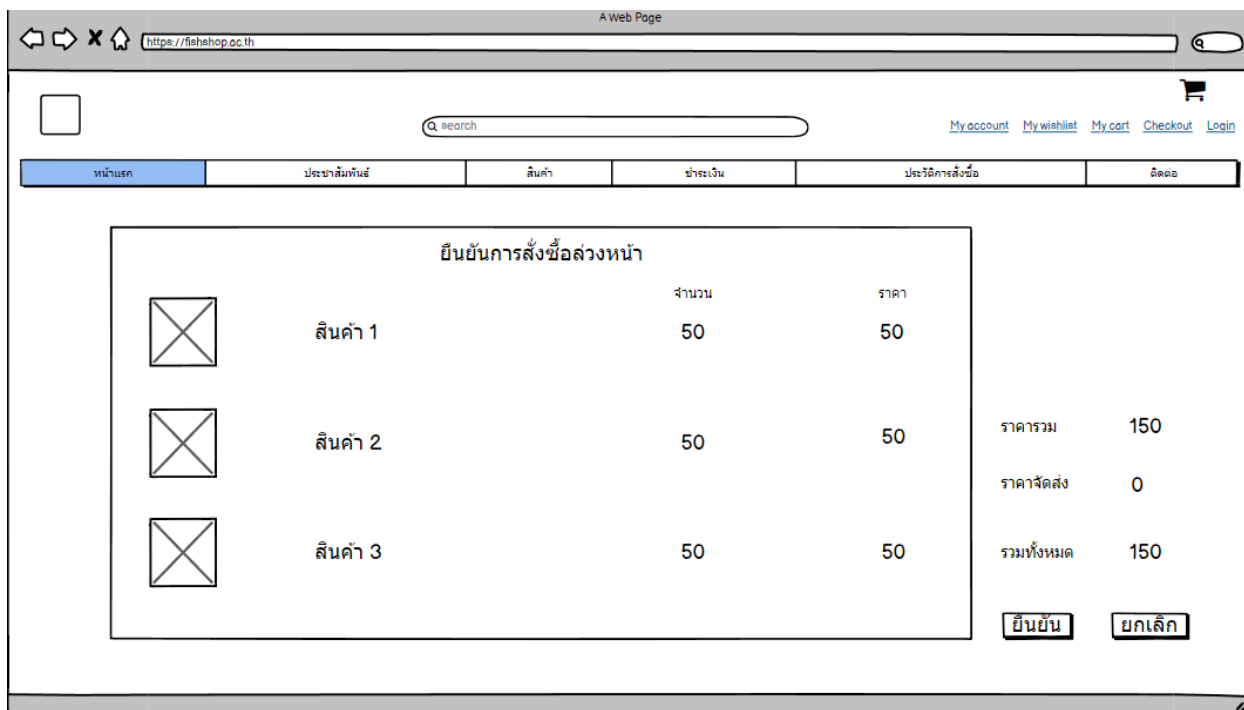 A Web Page
https://fishshop.ac.th
search
My account My wishlist My cart Checkout Login
หน้าแรก ประชาสัมพันธ์ สินค้า ชำระเงิน ประวัติการสั่งซื้อ ติดต่อ
ยืนยันการสั่งซื้อล่วงหน้า
จำนวน ราคา
สินค้า 1 50 50
สินค้า 2 50 50
ราคารวม 150
ราคาจัดส่ง 0
สินค้า 3 50 50
รวมทั้งหมด 150
ยืนยัน ยกเลิก